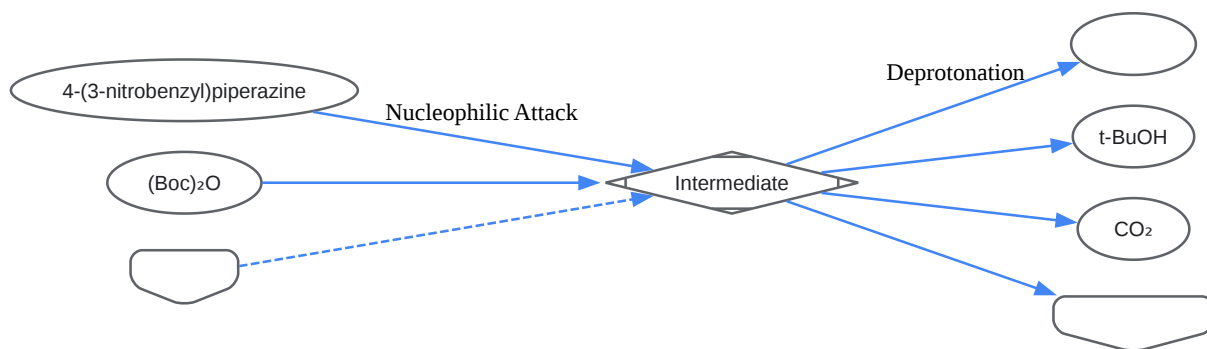 4-(3-nitrobenzyl)piperazine
Nucleophilic Attack
(Boc)₂O
Intermediate
Deprotonation
t-BuOH
CO₂